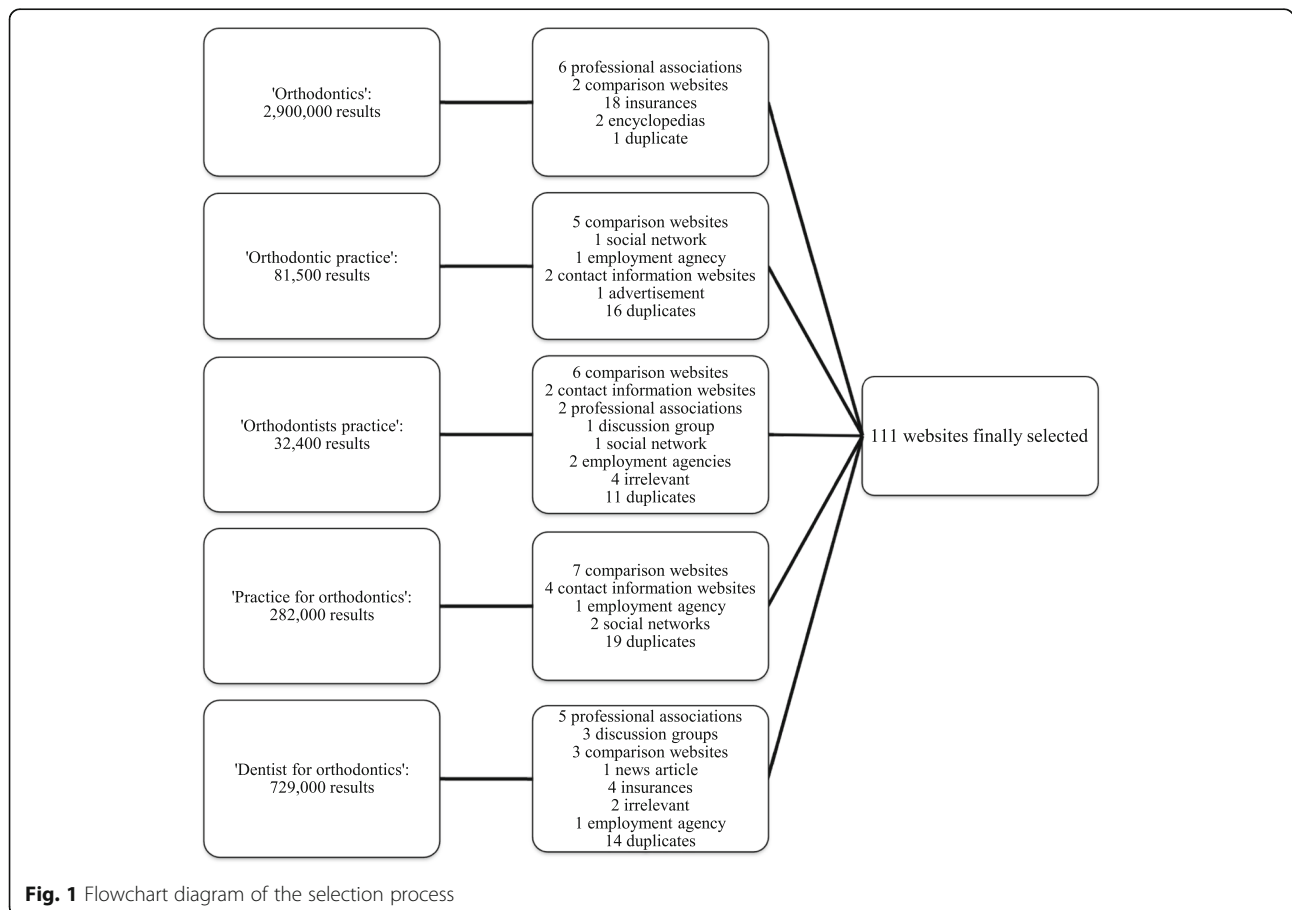 'Orthodontics':
2,900,000 results
6 professional associations
2 comparison websites
18 insurances
2 encyclopedias
1 duplicate
'Orthodontic practice':
81,500 results
5 comparison websites
1 social network
1 employment agnecy
2 contact information websites
1 advertisement
16 duplicates
'Orthodontists practice':
32,400 results
6 comparison websites
2 contact information websites
2 professional associations
1 discussion group
1 social network
2 employment agencies
4 irrelevant
11 duplicates
'Practice for orthodontics':
282,000 results
7 comparison websites
4 contact information websites
1 employment agency
2 social networks
19 duplicates
'Dentist for orthodontics':
729,000 results
5 professional associations
3 discussion groups
3 comparison websites
1 news article
4 insurances
2 irrelevant
1 employment agency
14 duplicates
111 websites finally selected
Fig. 1 Flowchart diagram of the selection process